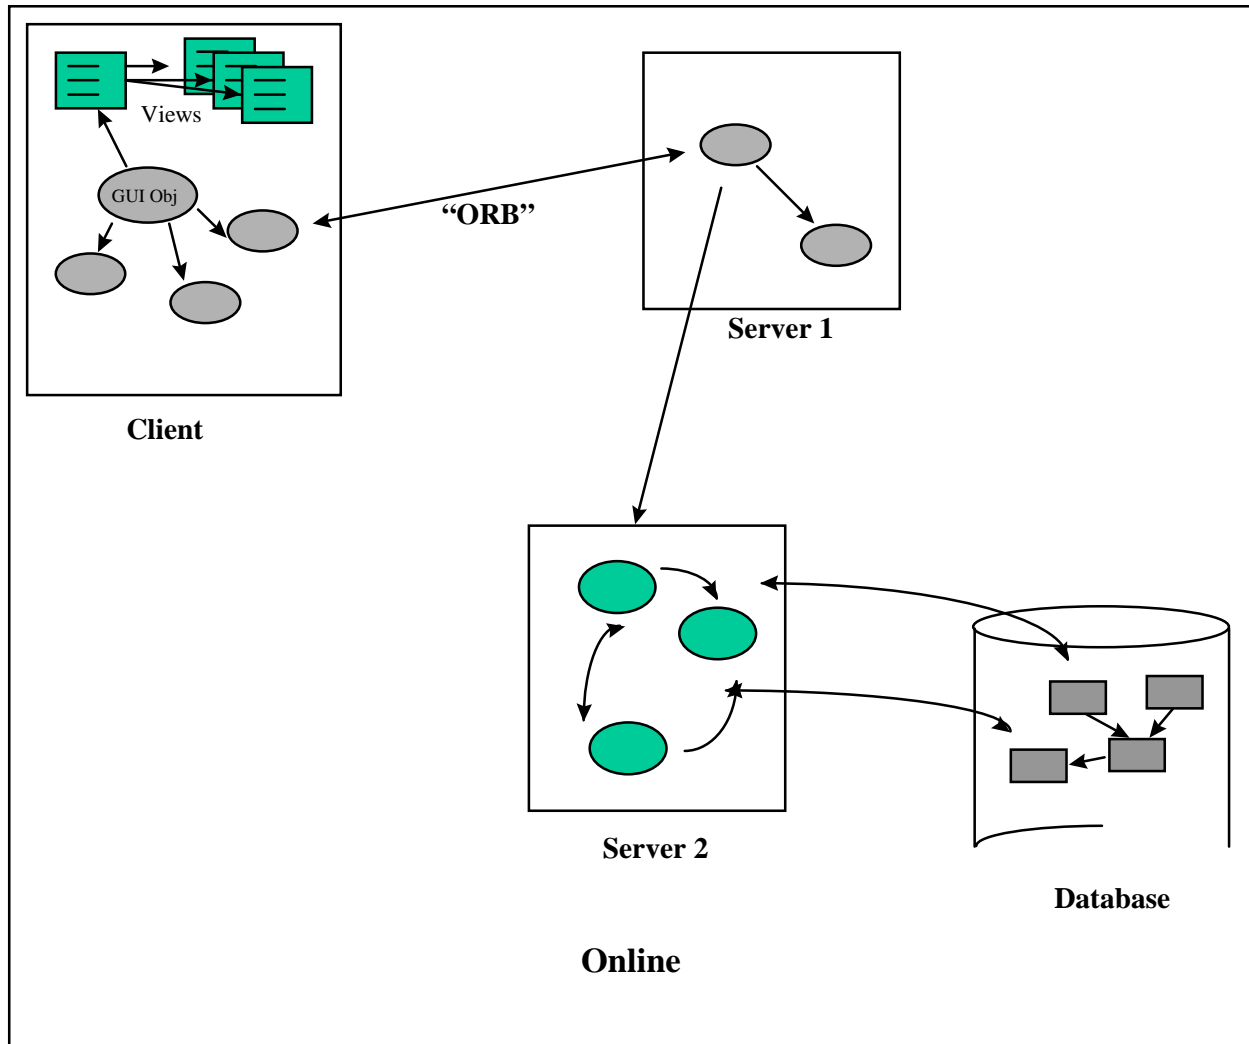 Views
GUI Obj
“ORB”
Server 1
Client
Server 2
Database
Online